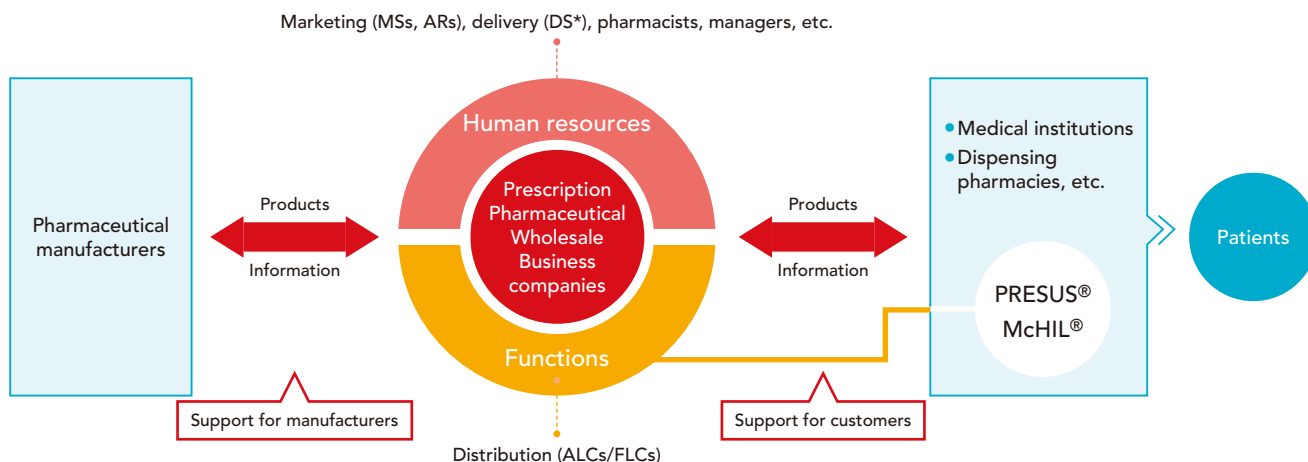 Marketing (MSs, ARs), delivery (DS*), pharmacists, managers, etc.
Human resources
Pharmaceutical
manufacturers
Products
Information
Prescription
Pharmaceutical
Wholesale
Business
companies
Products
Information
Medical institutions
Dispensing
pharmacies, etc.
Patients
PRESUS®
McHIL®
Functions
Support for manufacturers
Support for customers
Distribution (ALCs/FLCs)